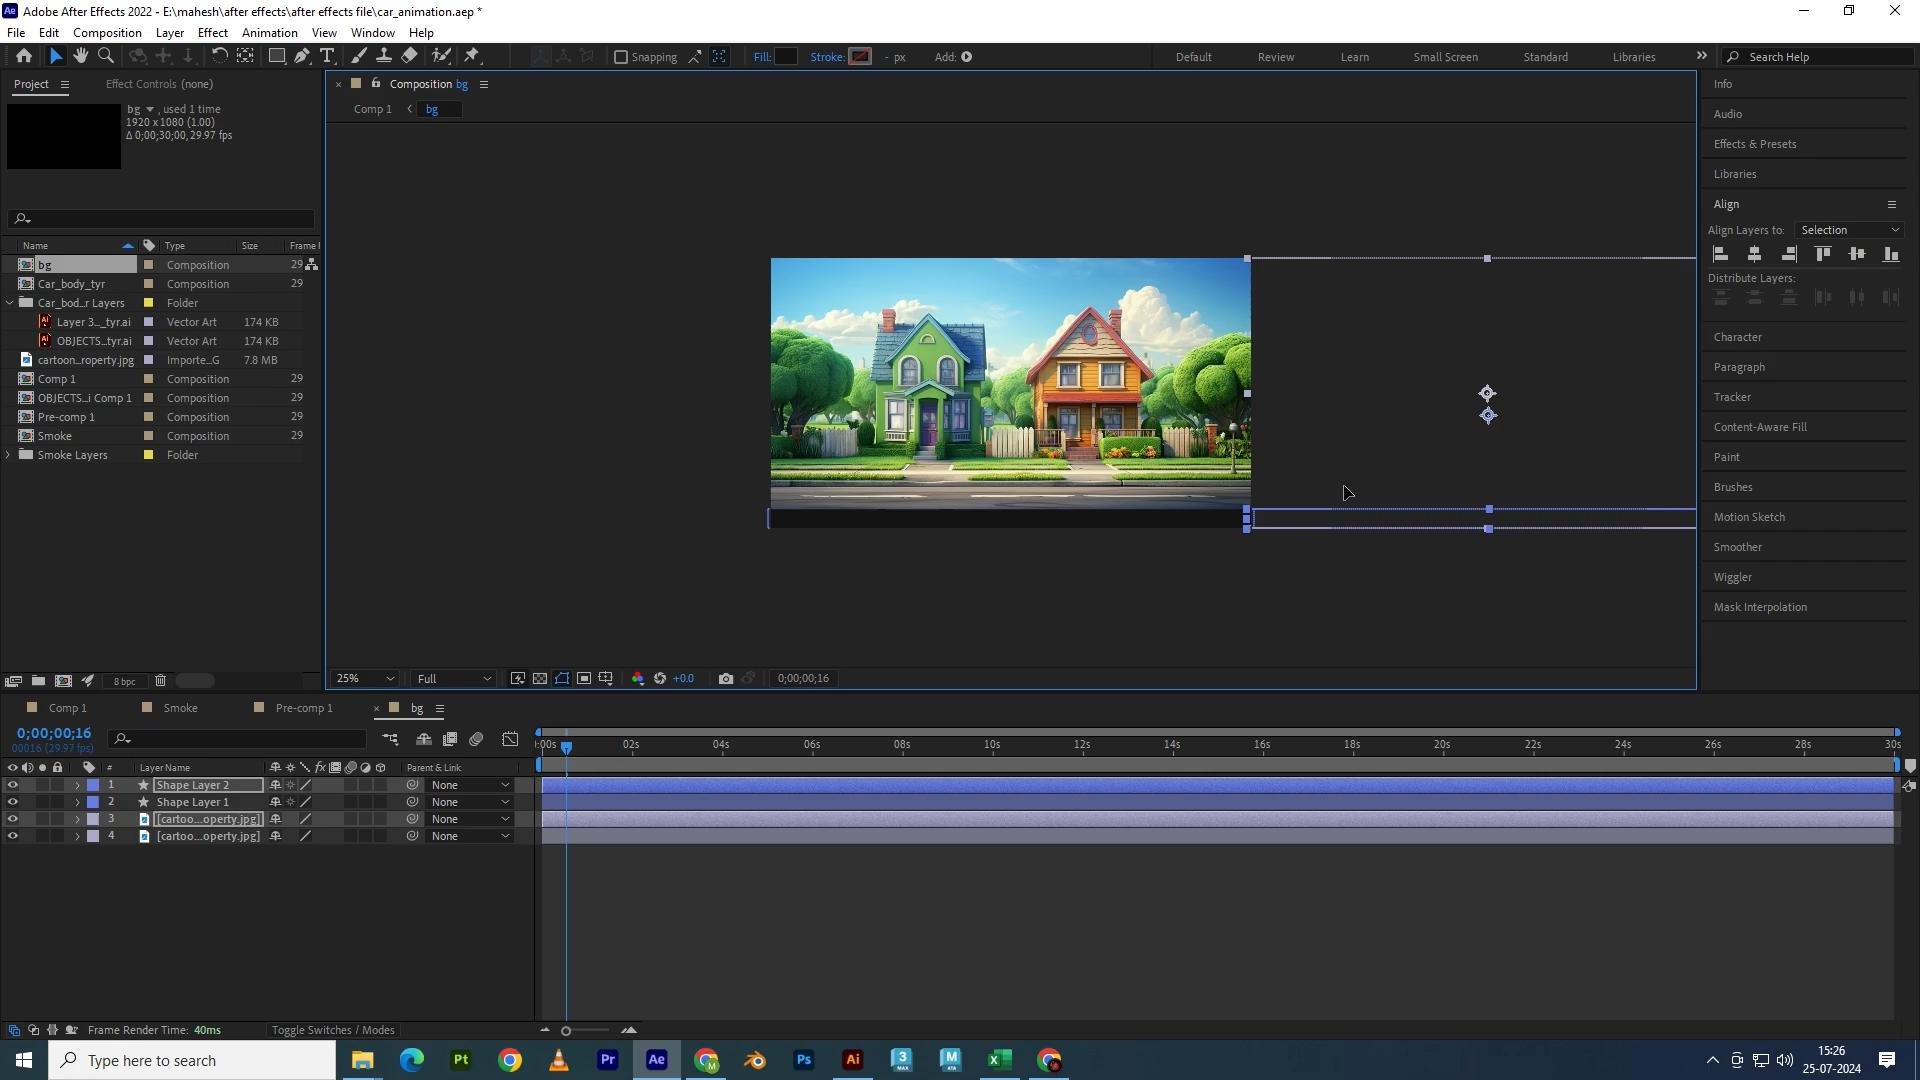 Adobe After Effects 2022 - E:\mahesh\after effects\after effects file\car_animation.aep *
File Edit Composition Layer Effect Animation View Window Help
Snapping Fill: Stroke: - px Add: Default Review Learn Small Screen Standard Libraries Search Help
Project Effect Controls (none)
bg , used 1 time
1920 x 1080 (1.00)
Δ 0;00;30;00, 29.97 fps
Name Type Size Frame
bg Composition 29
Car_body_tyr Composition 29
Car_bod...r Layers Folder
Layer 3..._tyr.ai Vector Art 174 KB
OBJECTS...tyr.ai Vector Art 174 KB
cartoon...roperty.jpg Importe...G 7.8 MB
Comp 1 Composition 29
OBJECTS...i Comp 1 Composition 29
Pre-comp 1 Composition 29
Smoke Composition 29
Smoke Layers Folder
8 bpc
Composition bg
Comp 1 bg
25% Full +0.0 0;00;00;16
Info
Audio
Effects & Presets
Libraries
Align
Align Layers to: Selection
Distribute Layers:
Character
Paragraph
Tracker
Content-Aware Fill
Paint
Brushes
Motion Sketch
Smoother
Wiggler
Mask Interpolation
Comp 1 Smoke Pre-comp 1 bg
0;00;00;16
00016 (29.97 fps)
:00s 02s 04s 06s 08s 10s 12s 14s 16s 18s 20s 22s 24s 26s 28s 30s
# Layer Name fx Parent & Link
1 Shape Layer 2 None
2 Shape Layer 1 None
3 [cartoo...operty.jpg] None
4 [cartoo...operty.jpg] None
Frame Render Time: 40ms Toggle Switches / Modes
Type here to search
15:26
25-07-2024